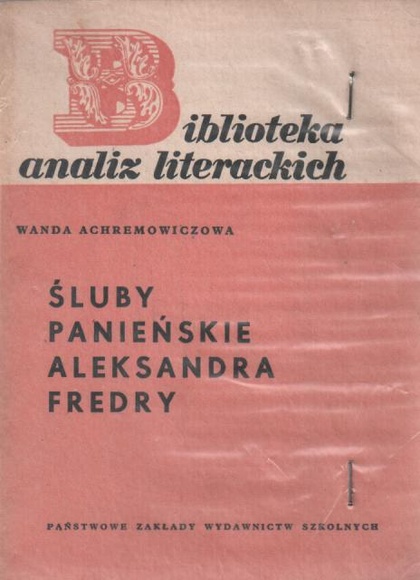 Biblioteka
analiz literackich
WANDA ACHREMOWICZOWA
ŚLUBY
PANIEŃSKIE
ALEKSANDRA
FREDRY
PAŃSTWOWE ZAKŁADY WYDAWNICTW SZKOLNYCH